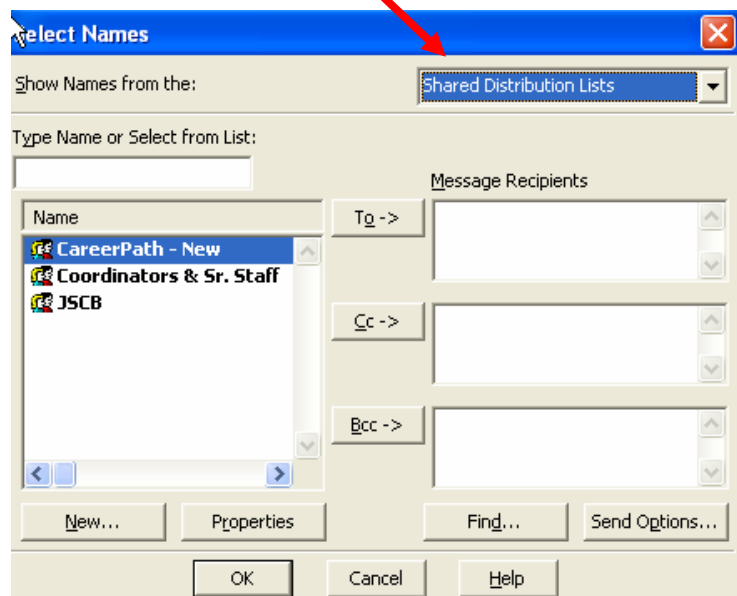 Select Names
Show Names from the:
Shared Distribution Lists
Type Name or Select from List:
Message Recipients
Name
To ->
CareerPath - New
Coordinators & Sr. Staff
JSCB
Cc ->
Bcc ->
New...
Properties
Find...
Send Options...
OK
Cancel
Help